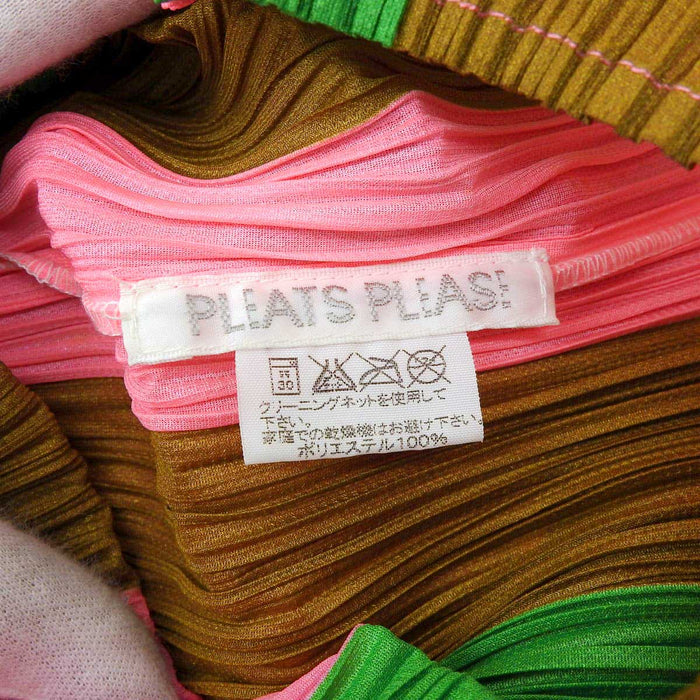 PLEATS PLEASE
弱
30
クリーニングネットを使用して
下さい。
家庭での乾燥機はお避け下さい。
ポリエステル100%